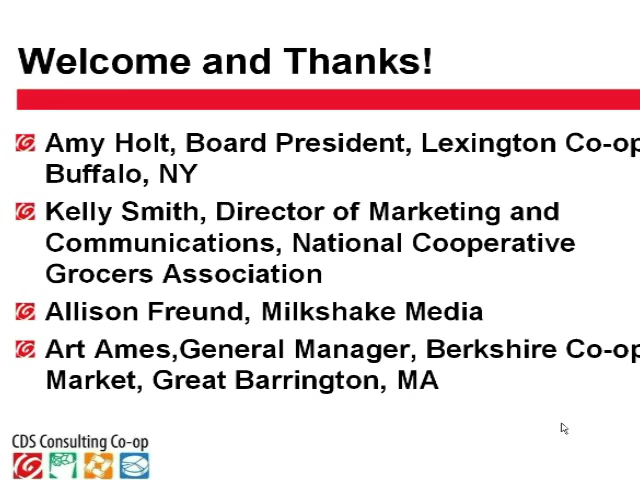 Welcome and Thanks!
Amy Holt, Board President, Lexington Co-op
Buffalo, NY
Kelly Smith, Director of Marketing and
Communications, National Cooperative
Grocers Association
Allison Freund, Milkshake Media
Art Ames,General Manager, Berkshire Co-op
Market, Great Barrington, MA
CDS Consulting Co-op